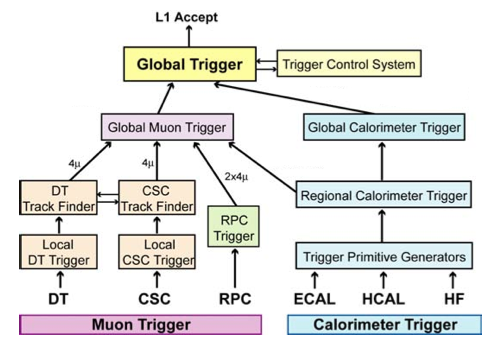 L1 Accept
Global Trigger
Trigger Control System
Global Muon Trigger
Global Calorimeter Trigger
4μ
4μ
2x4μ
DT
Track Finder
CSC
Track Finder
RPC
Trigger
Regional Calorimeter Trigger
Local
DT Trigger
Local
CSC Trigger
Trigger Primitive Generators
DT
CSC
RPC
ECAL
HCAL
HF
Muon Trigger
Calorimeter Trigger